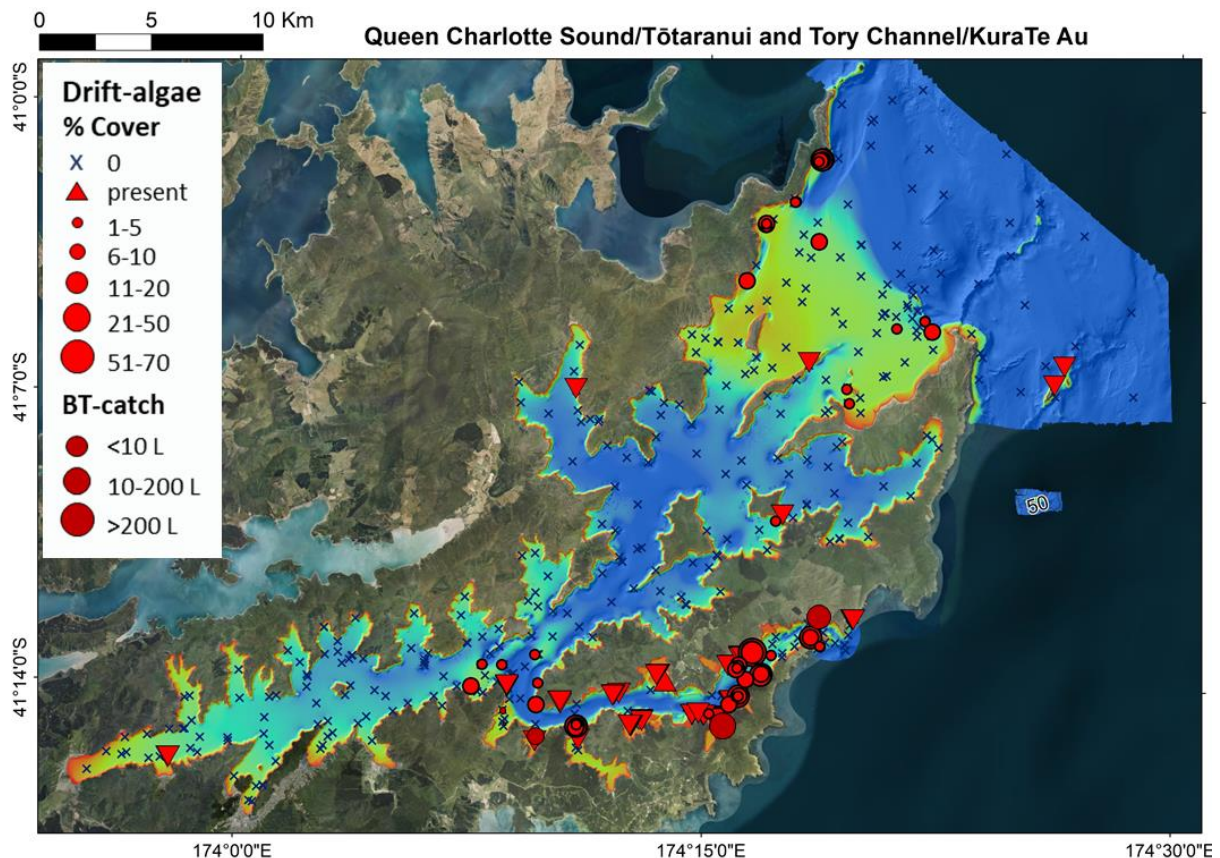 0 5 10 Km
Queen Charlotte Sound/Tōtaranui and Tory Channel/KuraTe Au
Drift-algae
% Cover
x 0
present
1-5
6-10
11-20
21-50
51-70
BT-catch
<10 L
10-200 L
>200 L
41°0'0"S
41°7'0"S
41°14'0"S
50
174°0'0"E 174°15'0"E 174°30'0"E